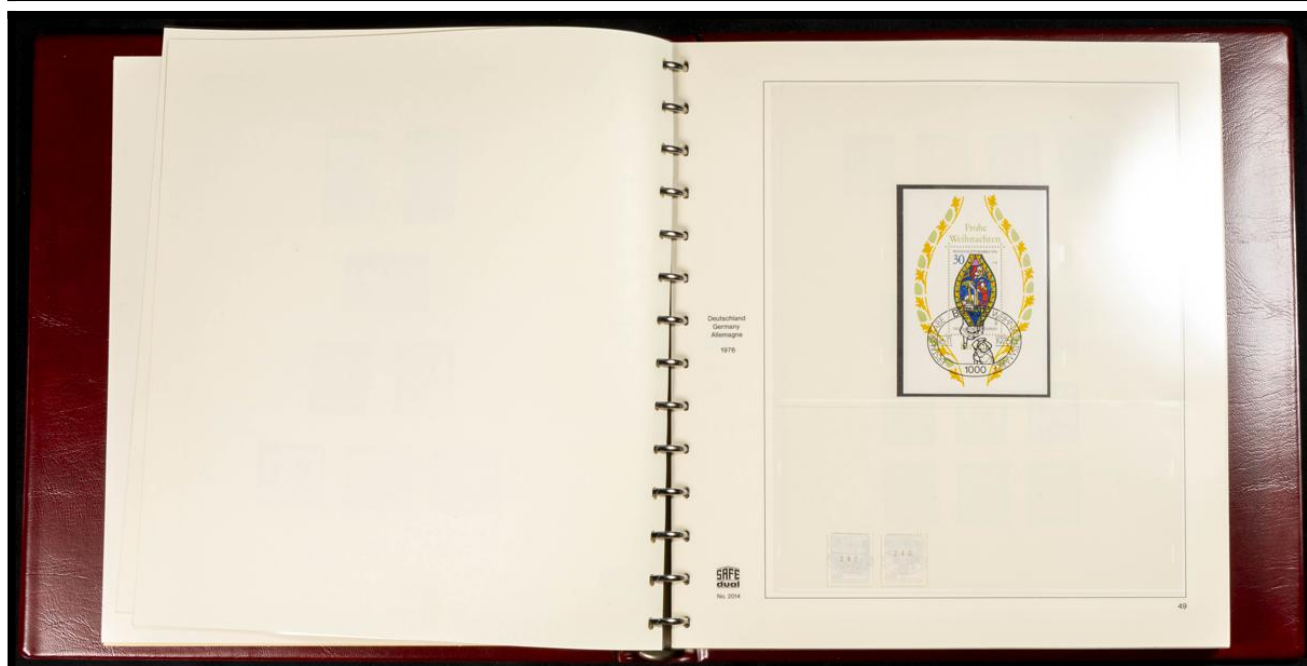 Frohe
Weihnachten
30
1000
Deutschland
Germany
Allemagne
1976
SAFE
dual
No. 2014
49